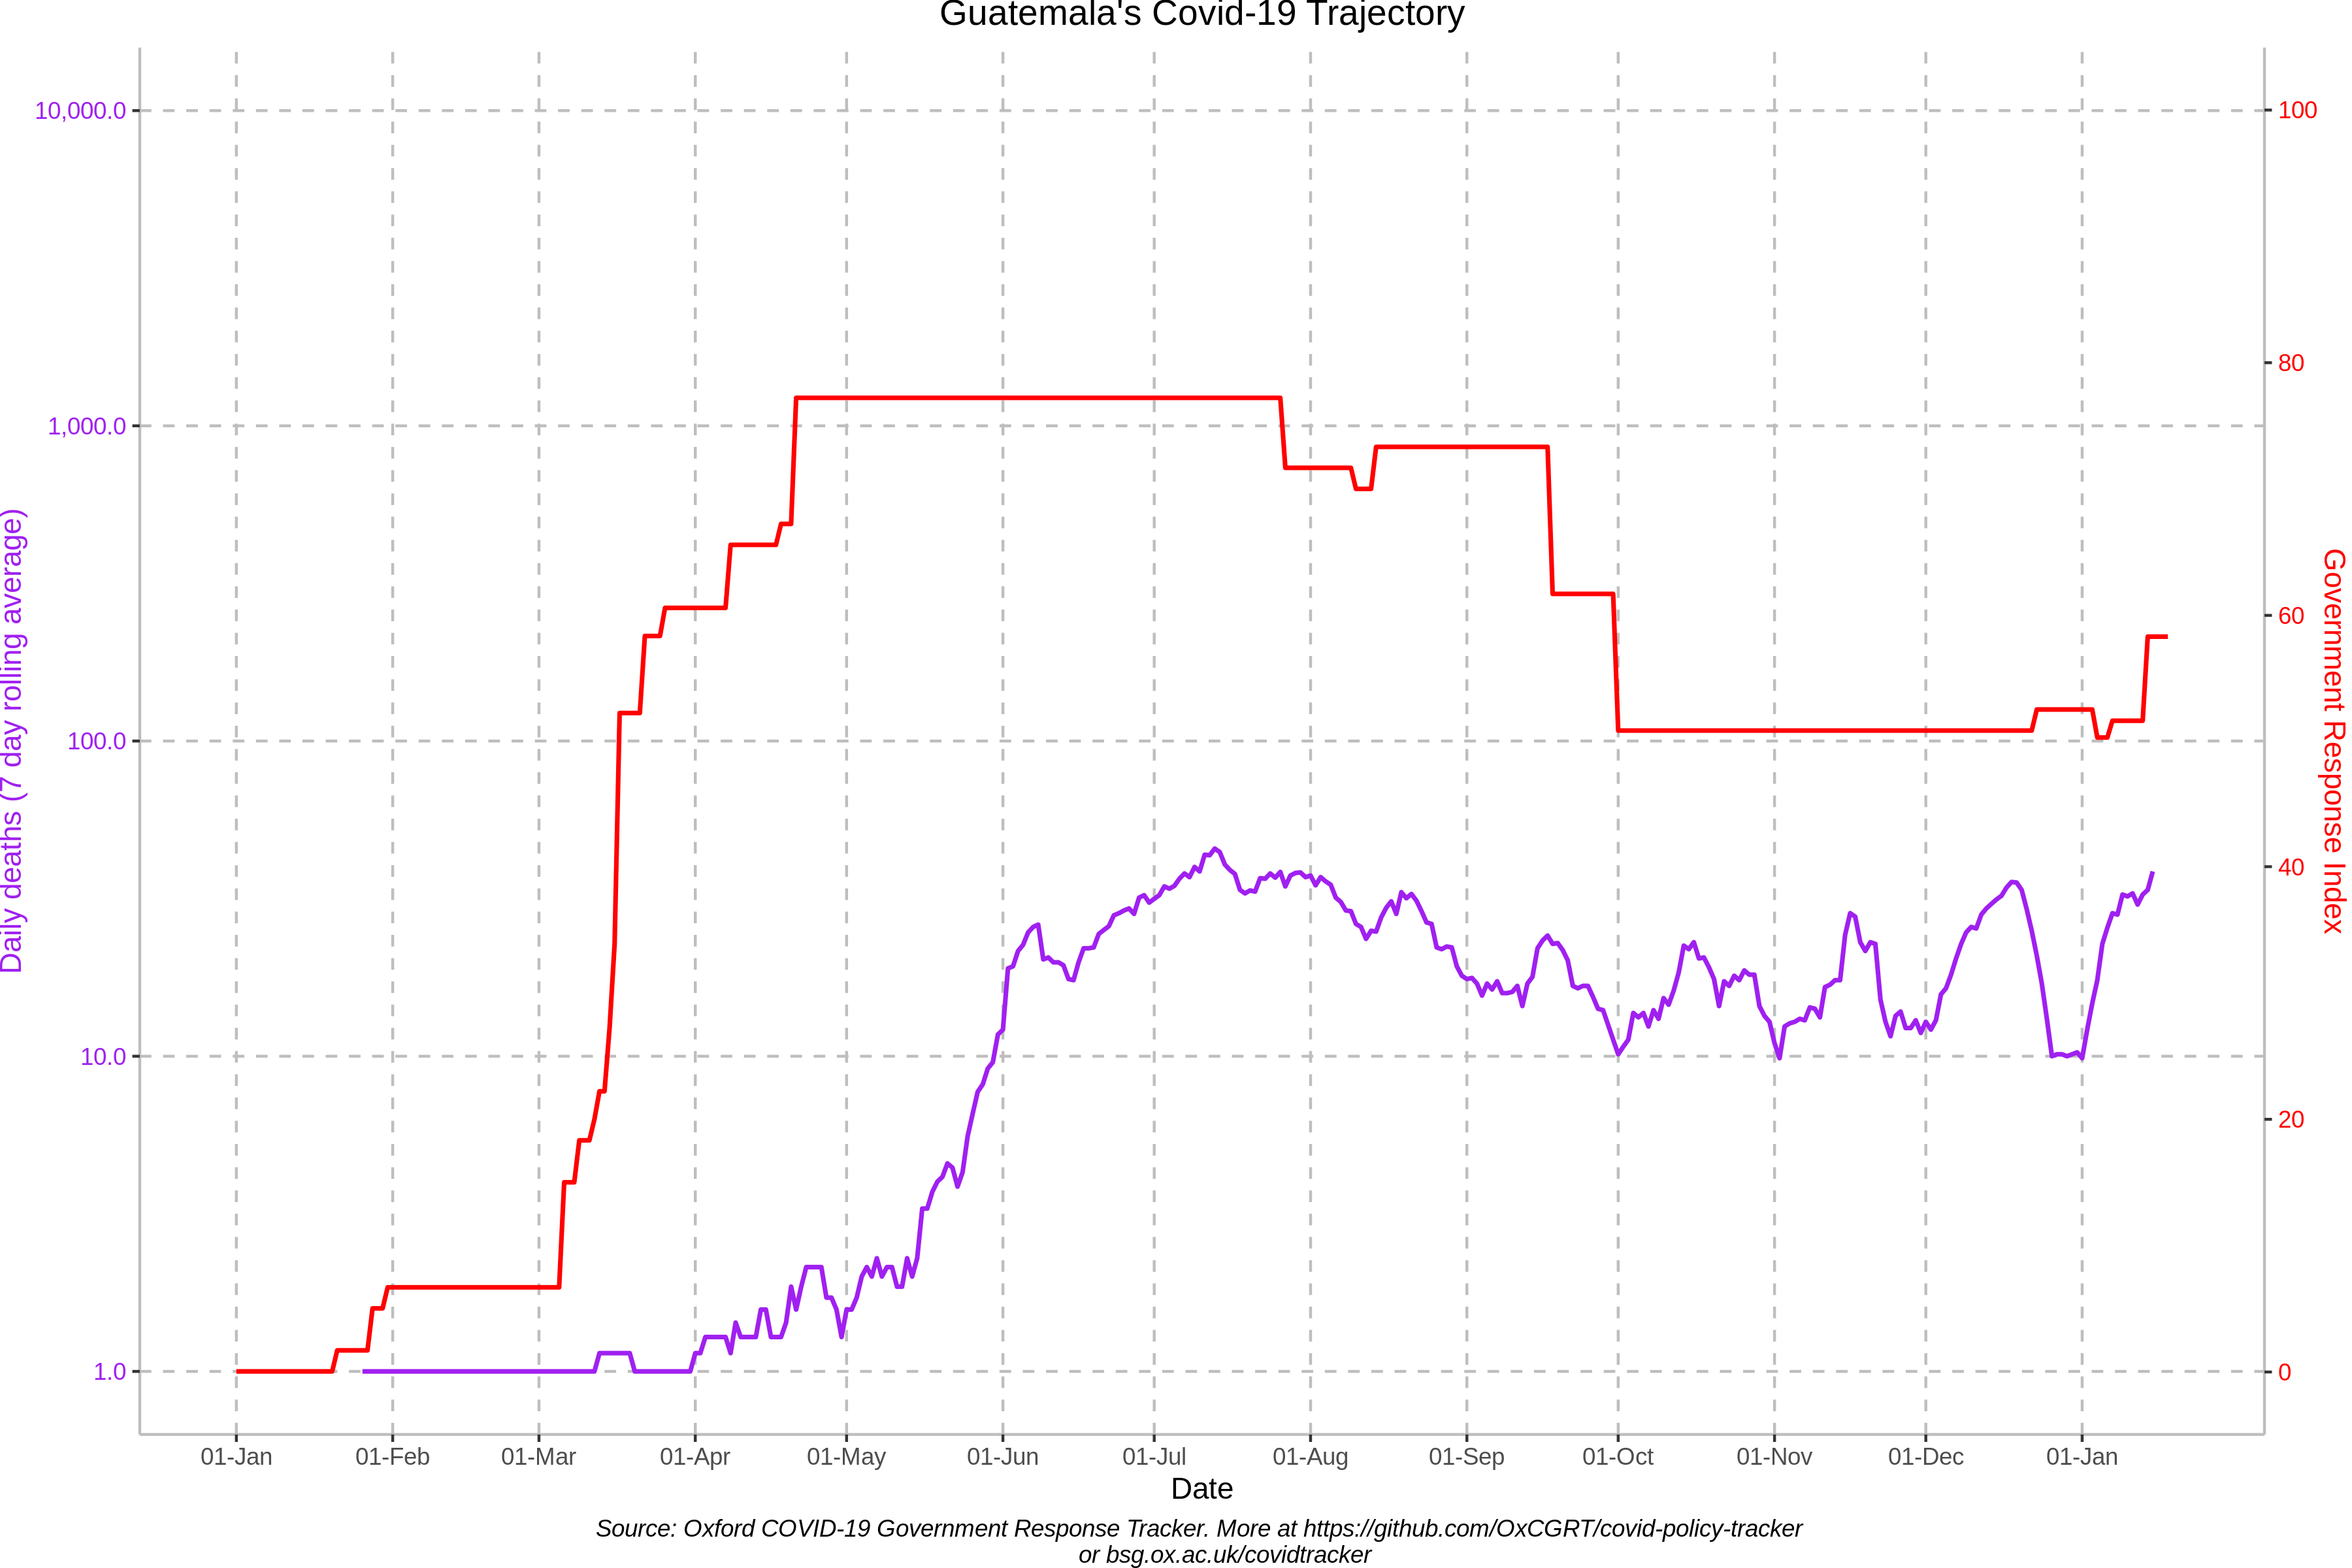 Guatemala's Covid-19 Trajectory
10,000.0
1,000.0
100.0
10.0
1.0
Daily deaths (7 day rolling average)
100
80
60
40
20
0
Government Response Index
01-Jan 01-Feb 01-Mar 01-Apr 01-May 01-Jun 01-Jul 01-Aug 01-Sep 01-Oct 01-Nov 01-Dec 01-Jan
Date
Source: Oxford COVID-19 Government Response Tracker. More at https://github.com/OxCGRT/covid-policy-tracker
or bsg.ox.ac.uk/covidtracker